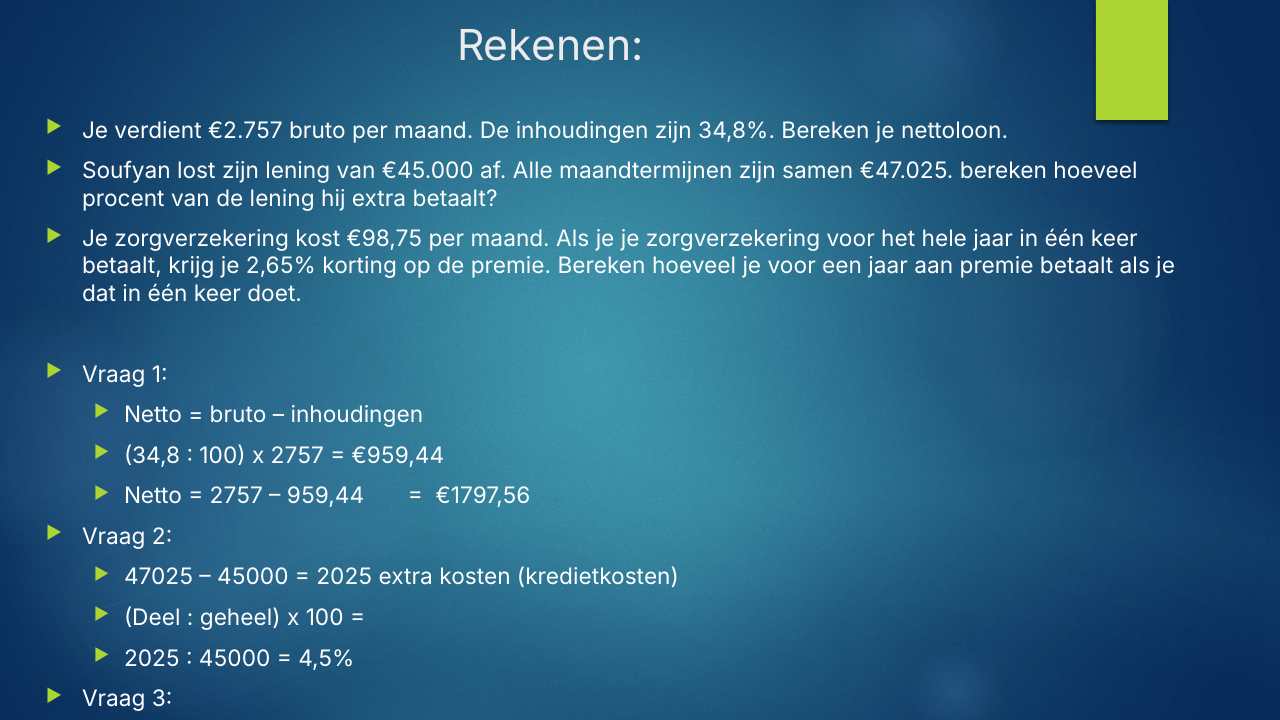 Rekenen:
Je verdient €2.757 bruto per maand. De inhoudingen zijn 34,8%. Bereken je nettoloon.
Soufyan lost zijn lening van €45.000 af. Alle maandtermijnen zijn samen €47.025. bereken hoeveel
procent van de lening hij extra betaalt?
Je zorgverzekering kost €98,75 per maand. Als je je zorgverzekering voor het hele jaar in één keer
betaalt, krijg je 2,65% korting op de premie. Bereken hoeveel je voor een jaar aan premie betaalt als je
dat in één keer doet.
Vraag 1:
Netto = bruto – inhoudingen
(34,8 : 100) x 2757 = €959,44
Netto = 2757 – 959,44 = €1797,56
Vraag 2:
47025 – 45000 = 2025 extra kosten (kredietkosten)
(Deel : geheel) x 100 =
2025 : 45000 = 4,5%
Vraag 3: